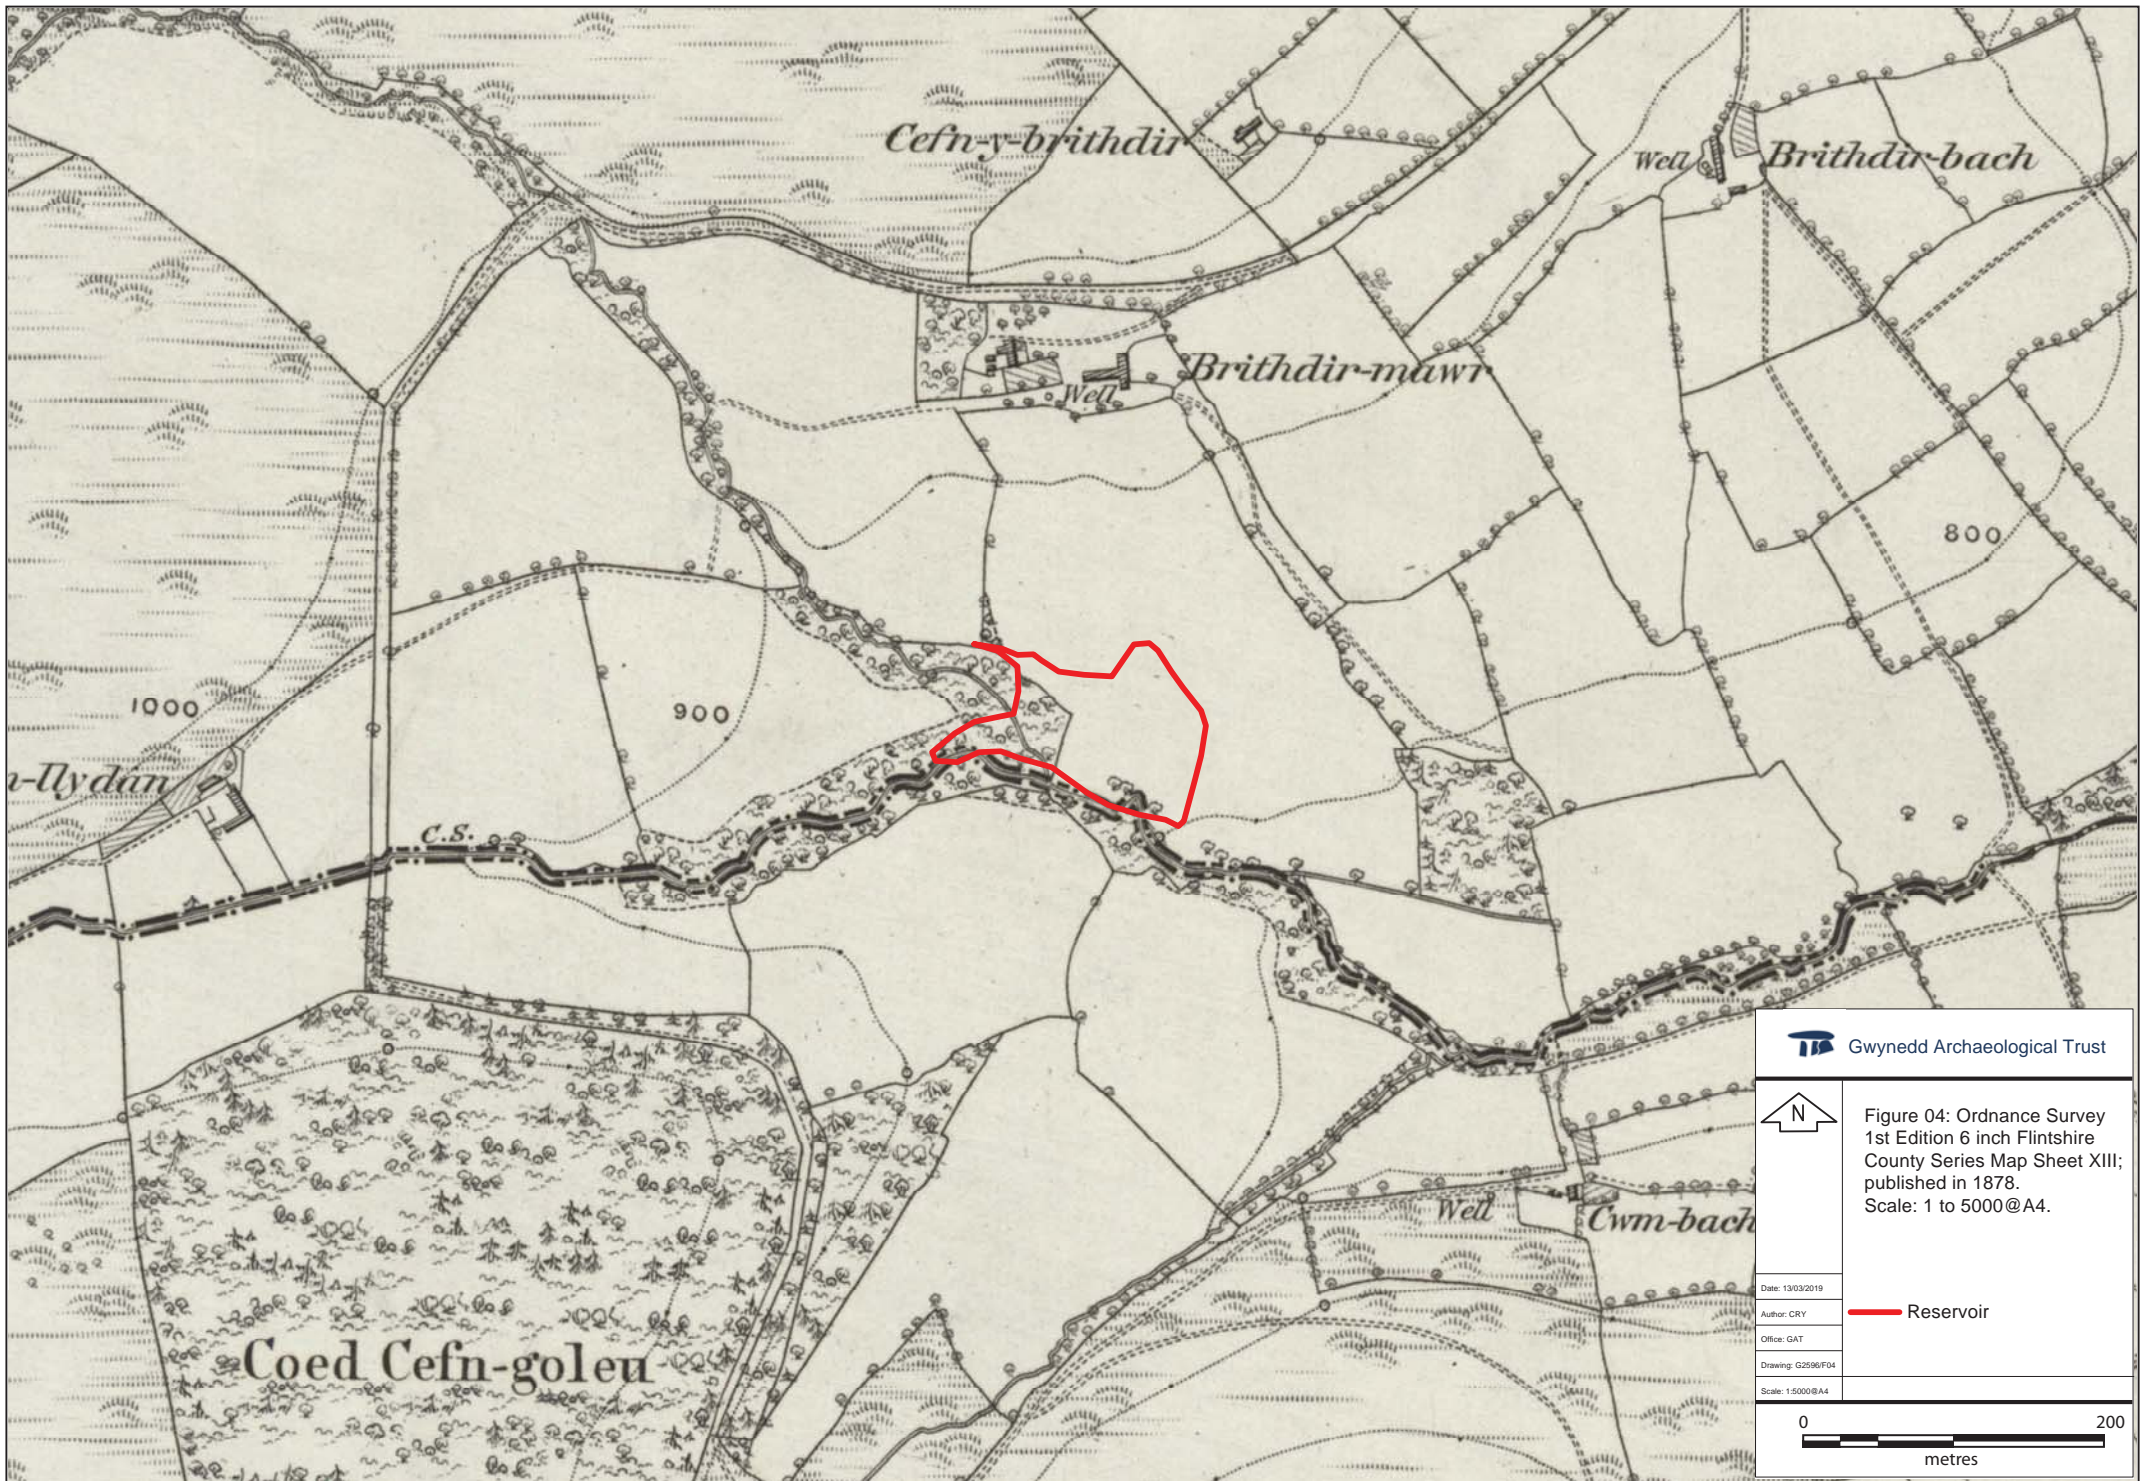 Cefn-y-brithdir
Well
Brithdir-bach
Brithdir-mawr
Well
800
1000
900
n-llydan
C.S.
Well
Cwm-bach
Coed Cefn-goleu
Gwynedd Archaeological Trust
N
Figure 04: Ordnance Survey
1st Edition 6 inch Flintshire
County Series Map Sheet XIII;
published in 1878.
Scale: 1 to 5000@A4.
Date: 13/03/2019
Author: CRY
Office: GAT
Drawing: G2596/F04
Scale: 1:5000@A4
Reservoir
0
200
metres